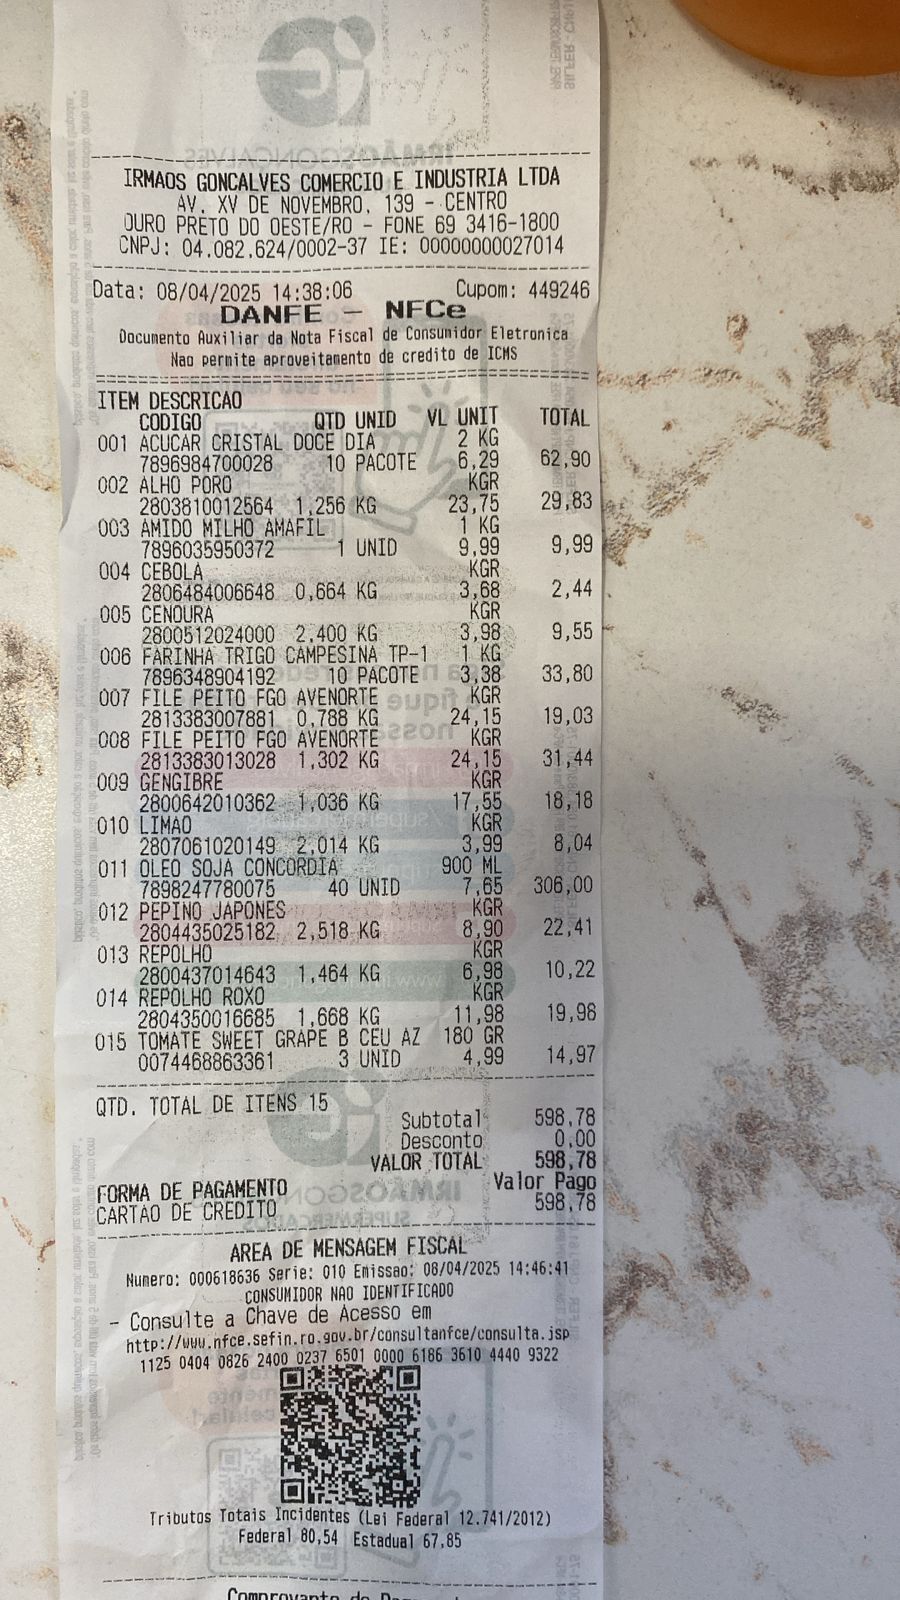 IRMAOS GONCALVES COMERCIO E INDUSTRIA LTDA
AV. XV DE NOVEMBRO, 139 - CENTRO
OURO PRETO DO OESTE/RO - FONE 69 3416-1800
CNPJ: 04.082.624/0002-37 IE: 00000000027014
Data: 08/04/2025 14:38:06 Cupom: 449246
DANFE - NFCe
Documento Auxiliar da Nota Fiscal de Consumidor Eletronica
Nao permite aproveitamento de credito de ICMS
ITEM DESCRICAO
CODIGO QTD UNID VL UNIT TOTAL
001 ACUCAR CRISTAL DOCE DIA 2 KG
7896984700028 10 PACOTE 6,29 62,90
002 ALHO PORO KGR
2803810012564 1,256 KG 23,75 29,83
003 AMIDO MILHO AMAFIL 1 KG
7896035950372 1 UNID 9,99 9,99
004 CEBOLA KGR
2806484006648 0,664 KG 3,68 2,44
005 CENOURA KGR
2800512024000 2,400 KG 3,98 9,55
006 FARINHA TRIGO CAMPESINA TP-1 1 KG
7896348904192 10 PACOTE 3,38 33,80
007 FILE PEITO FGO AVENORTE KGR
2813383007881 0,788 KG 24,15 19,03
008 FILE PEITO FGO AVENORTE KGR
2813383013028 1,302 KG 24,15 31,44
009 GENGIBRE KGR
2800642010362 1,036 KG 17,55 18,18
010 LIMAO KGR
2807061020149 2,014 KG 3,99 8,04
011 OLEO SOJA CONCORDIA 900 ML
7898247780075 40 UNID 7,65 306,00
012 PEPINO JAPONES KGR
2804435025182 2,518 KG 8,90 22,41
013 REPOLHO KGR
2800437014643 1,464 KG 6,98 10,22
014 REPOLHO ROXO KGR
2804350016685 1,668 KG 11,98 19,98
015 TOMATE SWEET GRAPE B CEU AZ 180 GR
0074468863361 3 UNID 4,99 14,97
QTD. TOTAL DE ITENS 15
Subtotal 598,78
Desconto 0,00
VALOR TOTAL 598,78
FORMA DE PAGAMENTO Valor Pago
CARTAO DE CREDITO 598,78
AREA DE MENSAGEM FISCAL
Numero: 000618636 Serie: 010 Emissao: 08/04/2025 14:46:41
CONSUMIDOR NAO IDENTIFICADO
- Consulte a Chave de Acesso em
http://www.nfce.sefin.ro.gov.br/consultanfce/consulta.jsp
1125 0404 0826 2400 0237 6501 0000 6186 3610 4440 9322
Tributos Totais Incidentes (Lei Federal 12.741/2012)
Federal 80,54 Estadual 67,85